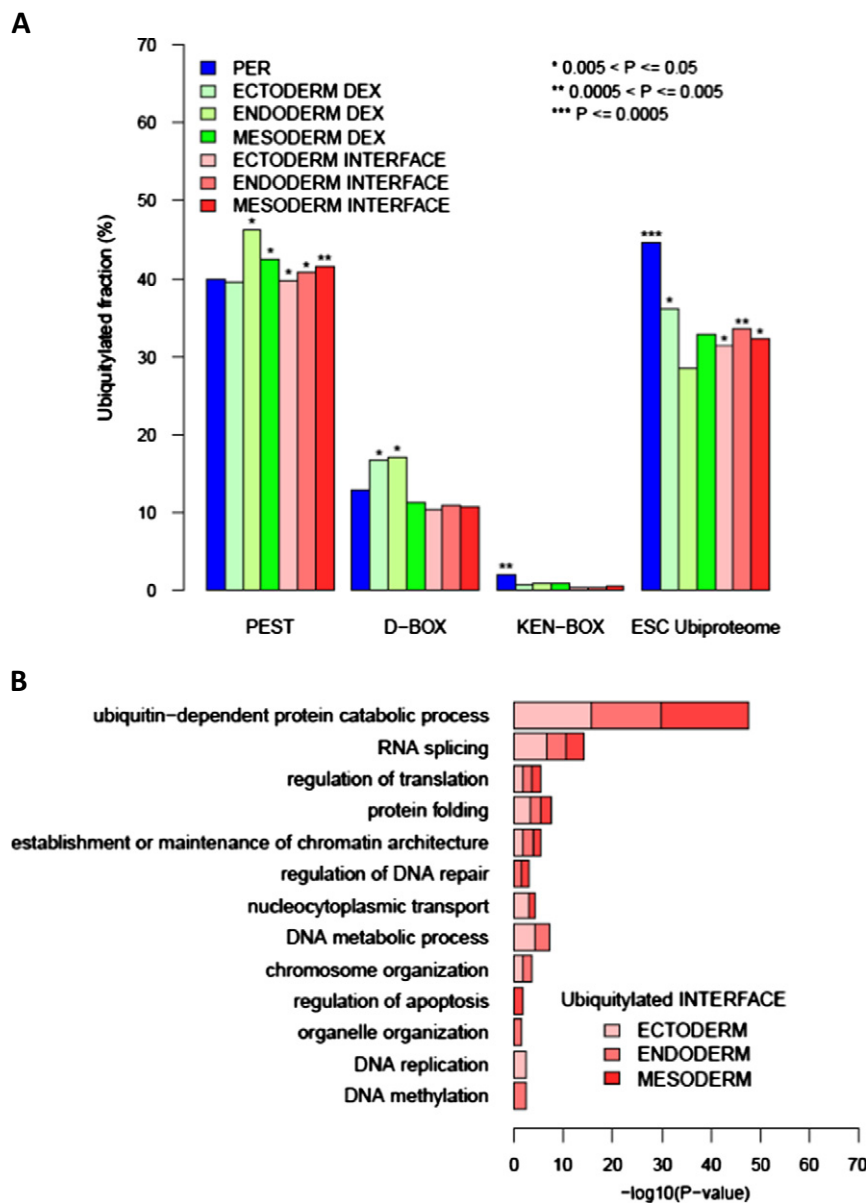 A
70
60
50
40
30
20
10
0
Ubiquitylated fraction (%)
PER
ECTODERM DEX
ENDODERM DEX
MESODERM DEX
ECTODERM INTERFACE
ENDODERM INTERFACE
MESODERM INTERFACE
* 0.005 < P <= 0.05
** 0.0005 < P <= 0.005
*** P <= 0.0005
* * * * **
* *
**
*** * * ** *
PEST D-BOX KEN-BOX ESC Ubiproteome
B
ubiquitin-dependent protein catabolic process
RNA splicing
regulation of translation
protein folding
establishment or maintenance of chromatin architecture
regulation of DNA repair
nucleocytoplasmic transport
DNA metabolic process
chromosome organization
regulation of apoptosis
organelle organization
DNA replication
DNA methylation
Ubiquitylated INTERFACE
ECTODERM
ENDODERM
MESODERM
0 10 20 30 40 50 60 70
-log10(P-value)